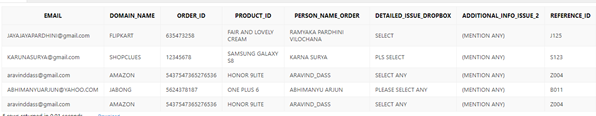 EMAIL DOMAIN_NAME ORDER_ID PRODUCT_ID PERSON_NAME_ORDER DETAILED_ISSUE_DROPBOX ADDITIONAL_INFO_ISSUE_2 REFERENCE_ID
JAYAJAYAPARDHINI@gmail.com FLIPKART 635473258 FAIR AND LOVELY CREAM RAMYAKA PARDHINI VILOCHANA SELECT (MENTION ANY) J125
KARUNASURYA@gmail.com SHOPCLUES 12345678 SAMSUNG GALAXY S8 KARNA SURYA PLS SELECT (MENTION ANY) S123
aravinddass@gmail.com AMAZON 5437547365276536 HONOR 9LITE ARAVIND_DASS SELECT ANY (MENTION ANY) Z004
ABHIMANYUARJUN@YAHOO.COM JABONG 5624378187 ONE PLUS 6 ABHIMANYU ARJUN PLEASE SELECT ANY (MENTION ANY) B011
aravinddass@gmail.com AMAZON 5437547365276536 HONOR 9LITE ARAVIND_DASS SELECT ANY (MENTION ANY) Z004